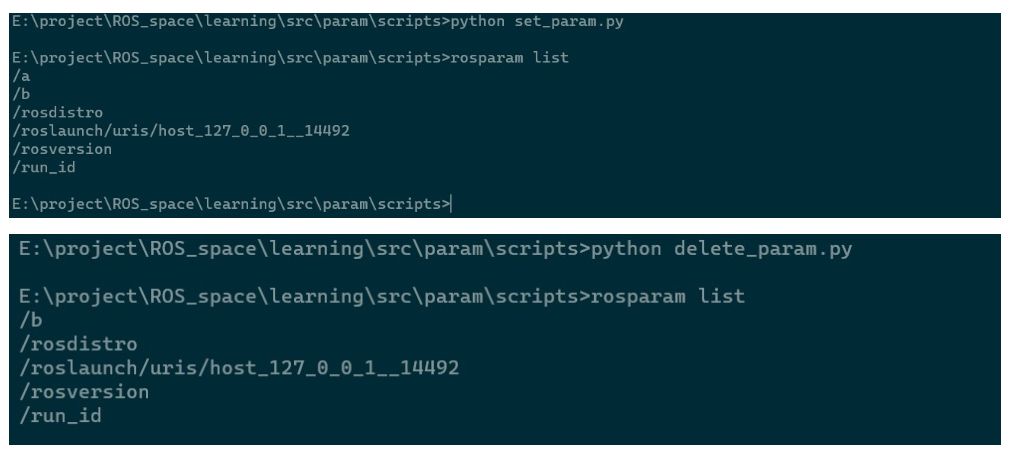 E:\project\ROS_space\learning\src\param\scripts>python set_param.py
E:\project\ROS_space\learning\src\param\scripts>rosparam list
/a
/b
/rosdistro
/roslaunch/uris/host_127_0_0_1__14492
/rosversion
/run_id
E:\project\ROS_space\learning\src\param\scripts>
E:\project\ROS_space\learning\src\param\scripts>python delete_param.py
E:\project\ROS_space\learning\src\param\scripts>rosparam list
/b
/rosdistro
/roslaunch/uris/host_127_0_0_1__14492
/rosversion
/run_id